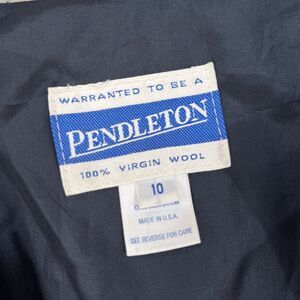 WARRANTED TO BE A
PENDLETON
100% VIRGIN WOOL
10
MADE IN U.S.A.
SEE REVERSE FOR CARE